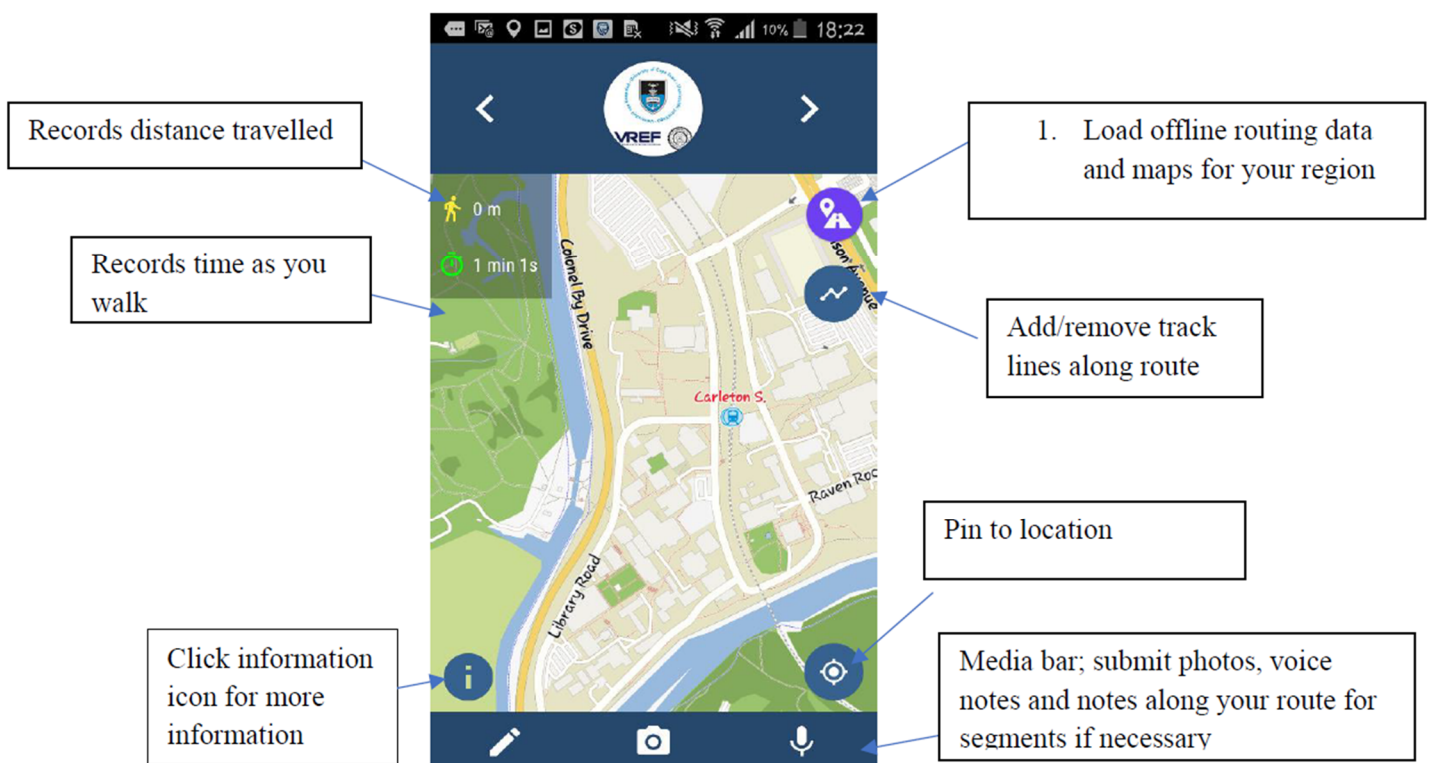 10% 18:22
VREF
Records distance travelled
1. Load offline routing data
and maps for your region
0 m
1 min 1s
Records time as you
walk
Colonel By Drive
Add/remove track
lines along route
Carleton S.
Raven
Pin to location
Library Road
Click information
icon for more
information
Media bar; submit photos, voice
notes and notes along your route for
segments if necessary